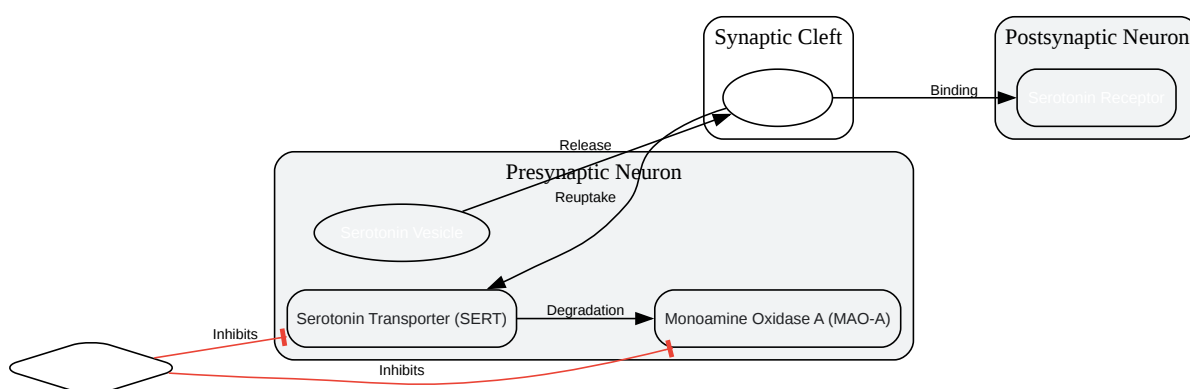 Synaptic Cleft
Postsynaptic Neuron
Binding
Serotonin Receptor
Release
Presynaptic Neuron
Reuptake
Serotonin Vesicle
Serotonin Transporter (SERT)
Degradation
Monoamine Oxidase A (MAO-A)
Inhibits
Inhibits